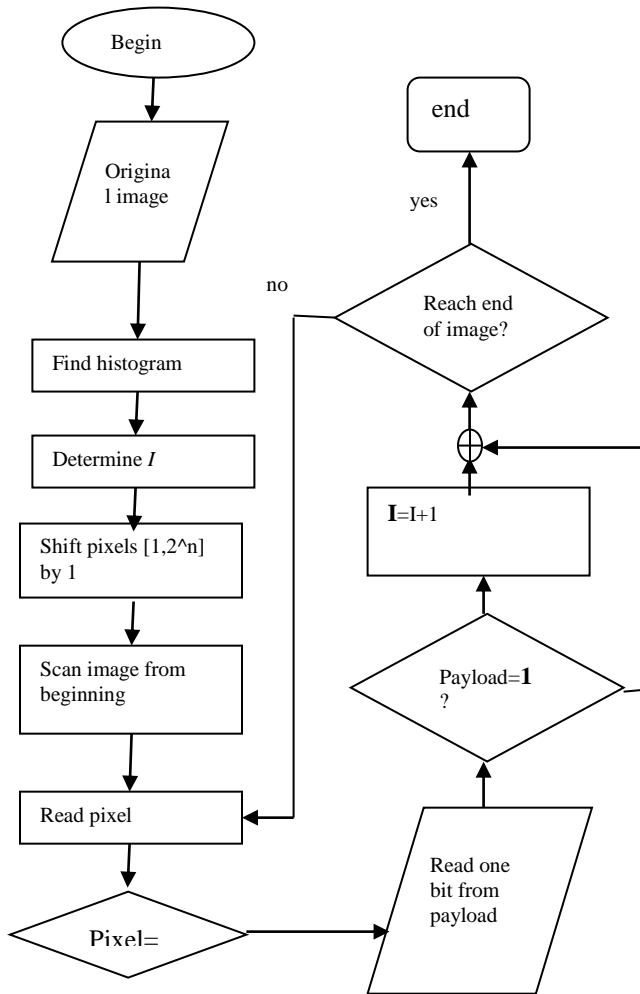 Begin
Origina
l image
Find histogram
Determine I
Shift pixels [1,2^n]
by 1
Scan image from
beginning
Read pixel
Pixel=
Read one
bit from
payload
Payload=1
?
I=I+1
Reach end
of image?
no
yes
end